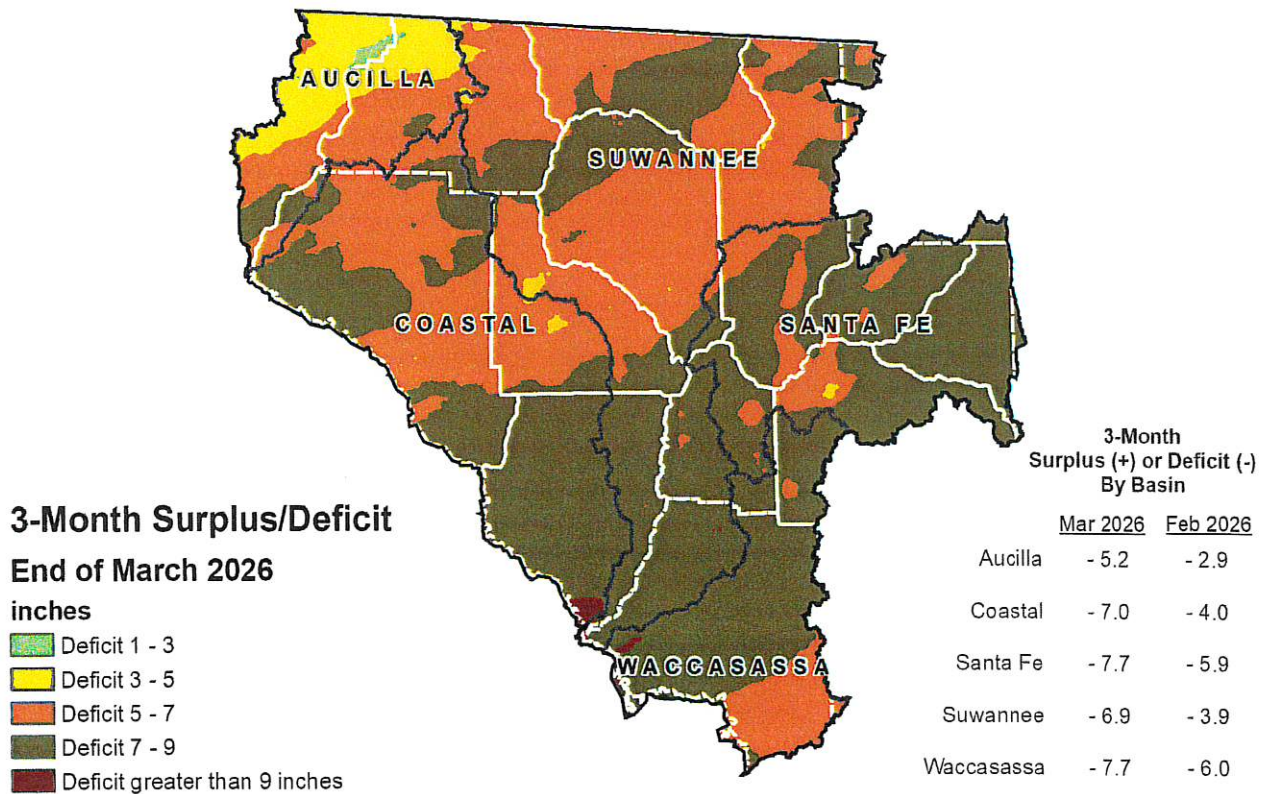 AUCILLA
SUWANNEE
COASTAL
SANTA FE
WACCASASSA
3-Month Surplus/Deficit
End of March 2026
inches
Deficit 1 - 3
Deficit 3 - 5
Deficit 5 - 7
Deficit 7 - 9
Deficit greater than 9 inches
3-Month
Surplus (+) or Deficit (-)
By Basin
Mar 2026 Feb 2026
Aucilla - 5.2 - 2.9
Coastal - 7.0 - 4.0
Santa Fe - 7.7 - 5.9
Suwannee - 6.9 - 3.9
Waccasassa - 7.7 - 6.0